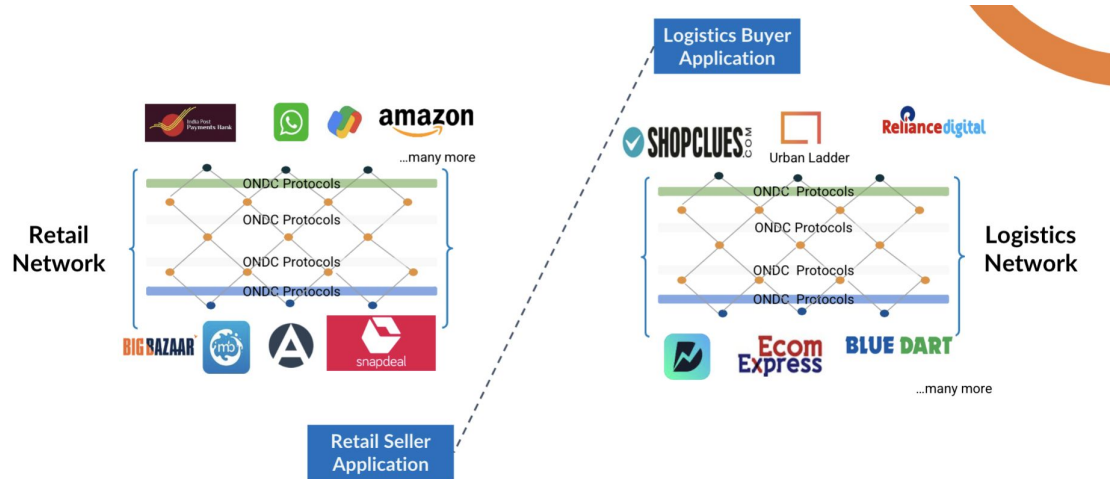 Logistics Buyer
Application
India Post
Payments Bank
amazon
...many more
SHOPCLUES.COM
Urban Ladder
Reliance digital
Retail
Network
ONDC Protocols
ONDC Protocols
ONDC Protocols
ONDC Protocols
ONDC Protocols
ONDC Protocols
ONDC Protocols
ONDC Protocols
Logistics
Network
BIG BAZAAR
mb
A
snapdeal
Ecom
Express
BLUE DART
...many more
Retail Seller
Application